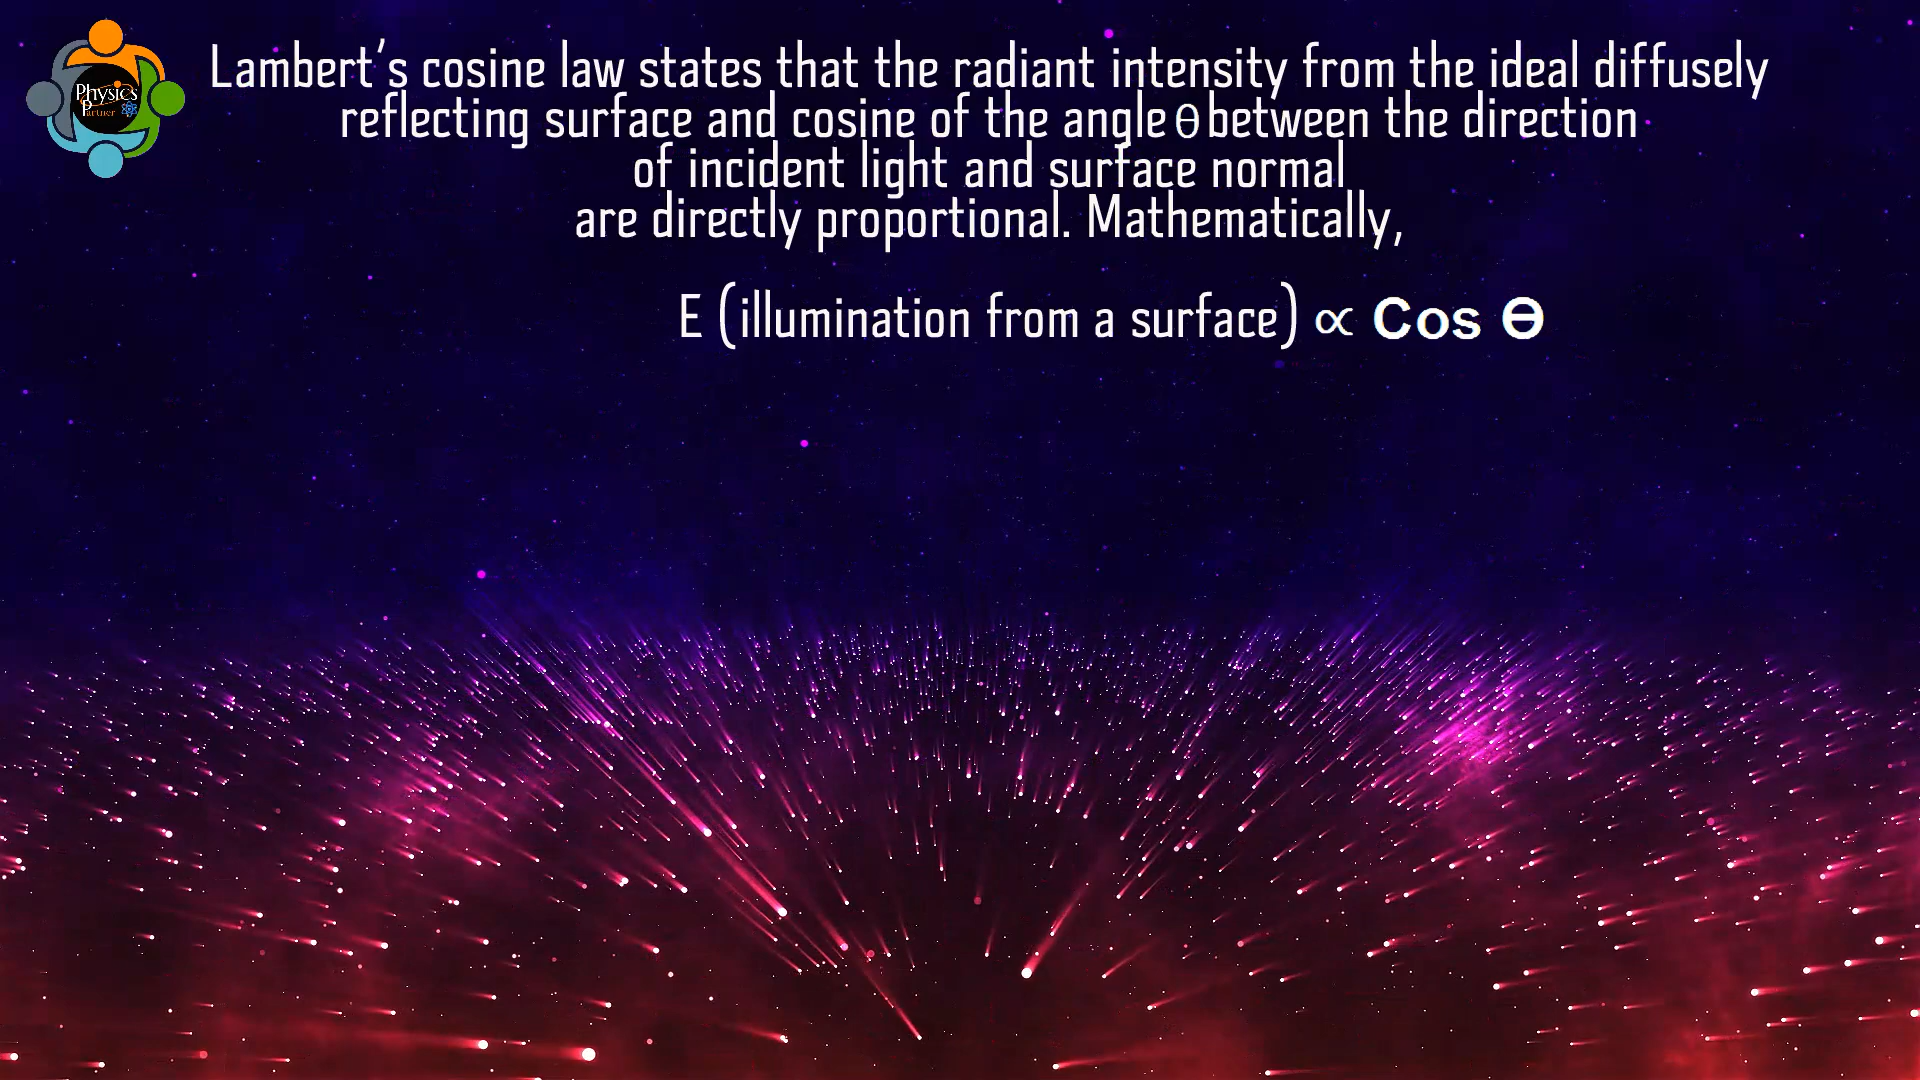 Physics
Partner
Lambert's cosine law states that the radiant intensity from the ideal diffusely
reflecting surface and cosine of the angle θ between the direction
of incident light and surface normal
are directly proportional. Mathematically,
E (illumination from a surface) ∝ Cos Ɵ